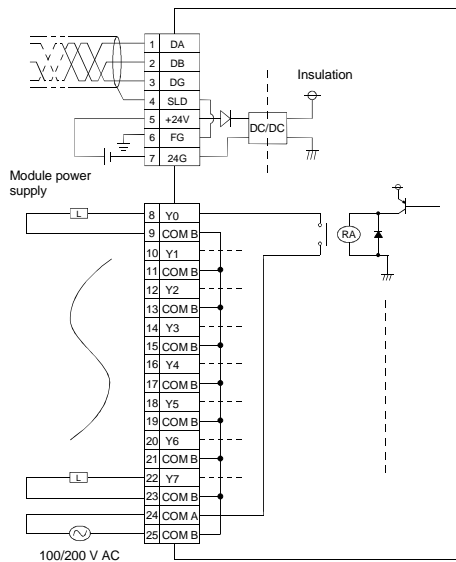 1 DA
2 DB
3 DG
4 SLD
5 +24V
6 FG
7 24G
Insulation
DC/DC
Module power
supply
L
8 Y0
9 COM B
10 Y1
11 COM B
12 Y2
13 COM B
14 Y3
15 COM B
16 Y4
17 COM B
18 Y5
19 COM B
20 Y6
21 COM B
L
22 Y7
23 COM B
24 COM A
25 COM B
RA
100/200 V AC